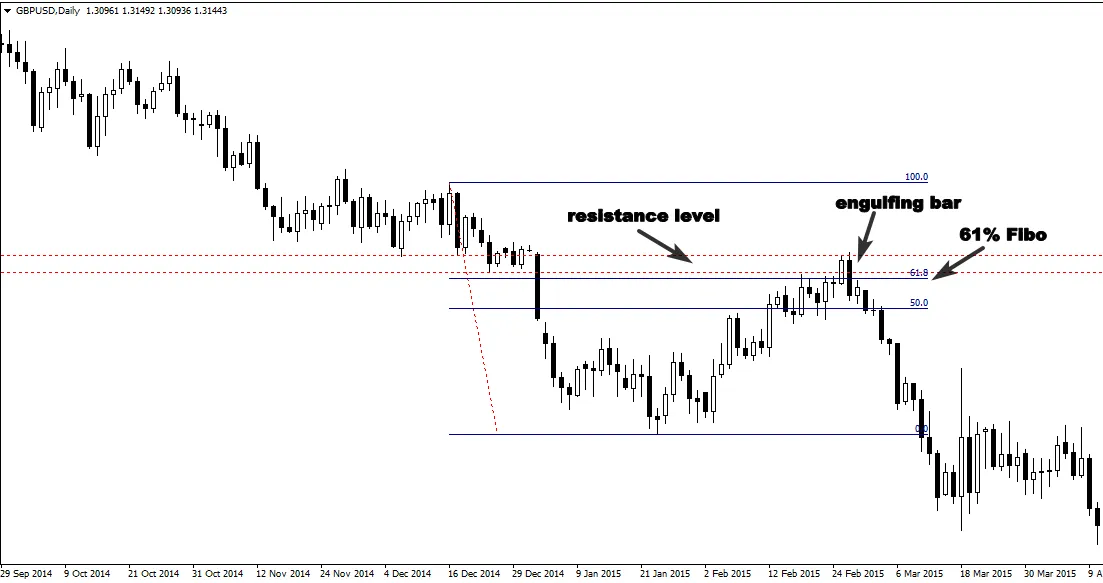 GBPUSD,Daily 1.30961 1.31492 1.30936 1.31443
100.0
engulfing bar
resistance level
61% Fibo
61.8
50.0
0.0
29 Sep 2014 9 Oct 2014 21 Oct 2014 31 Oct 2014 12 Nov 2014 24 Nov 2014 4 Dec 2014 16 Dec 2014 29 Dec 2014 9 Jan 2015 21 Jan 2015 2 Feb 2015 12 Feb 2015 24 Feb 2015 6 Mar 2015 18 Mar 2015 30 Mar 2015 9 A